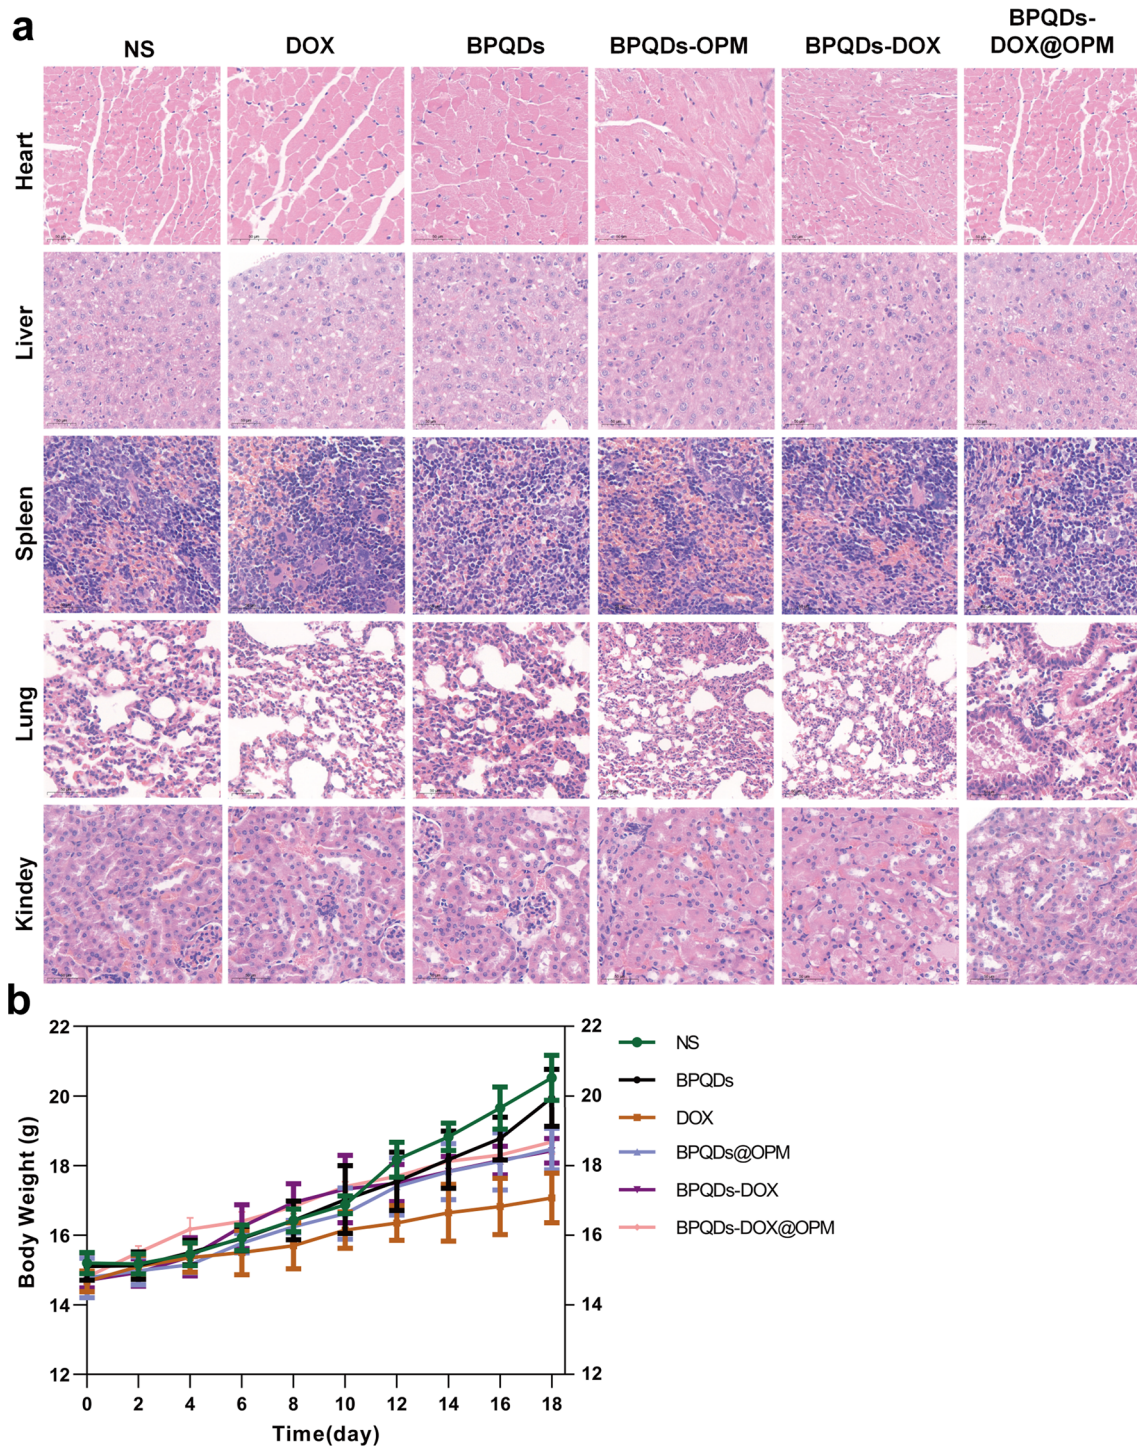 a
NS
DOX
BPQDs
BPQDs-OPM
BPQDs-DOX
BPQDs-
DOX@OPM
Heart
Liver
Spleen
Lung
Kindey
b
22
20
18
16
14
12
22
20
18
16
14
12
Body Weight (g)
0 2 4 6 8 10 12 14 16 18
Time(day)
NS
BPQDs
DOX
BPQDs@OPM
BPQDs-DOX
BPQDs-DOX@OPM